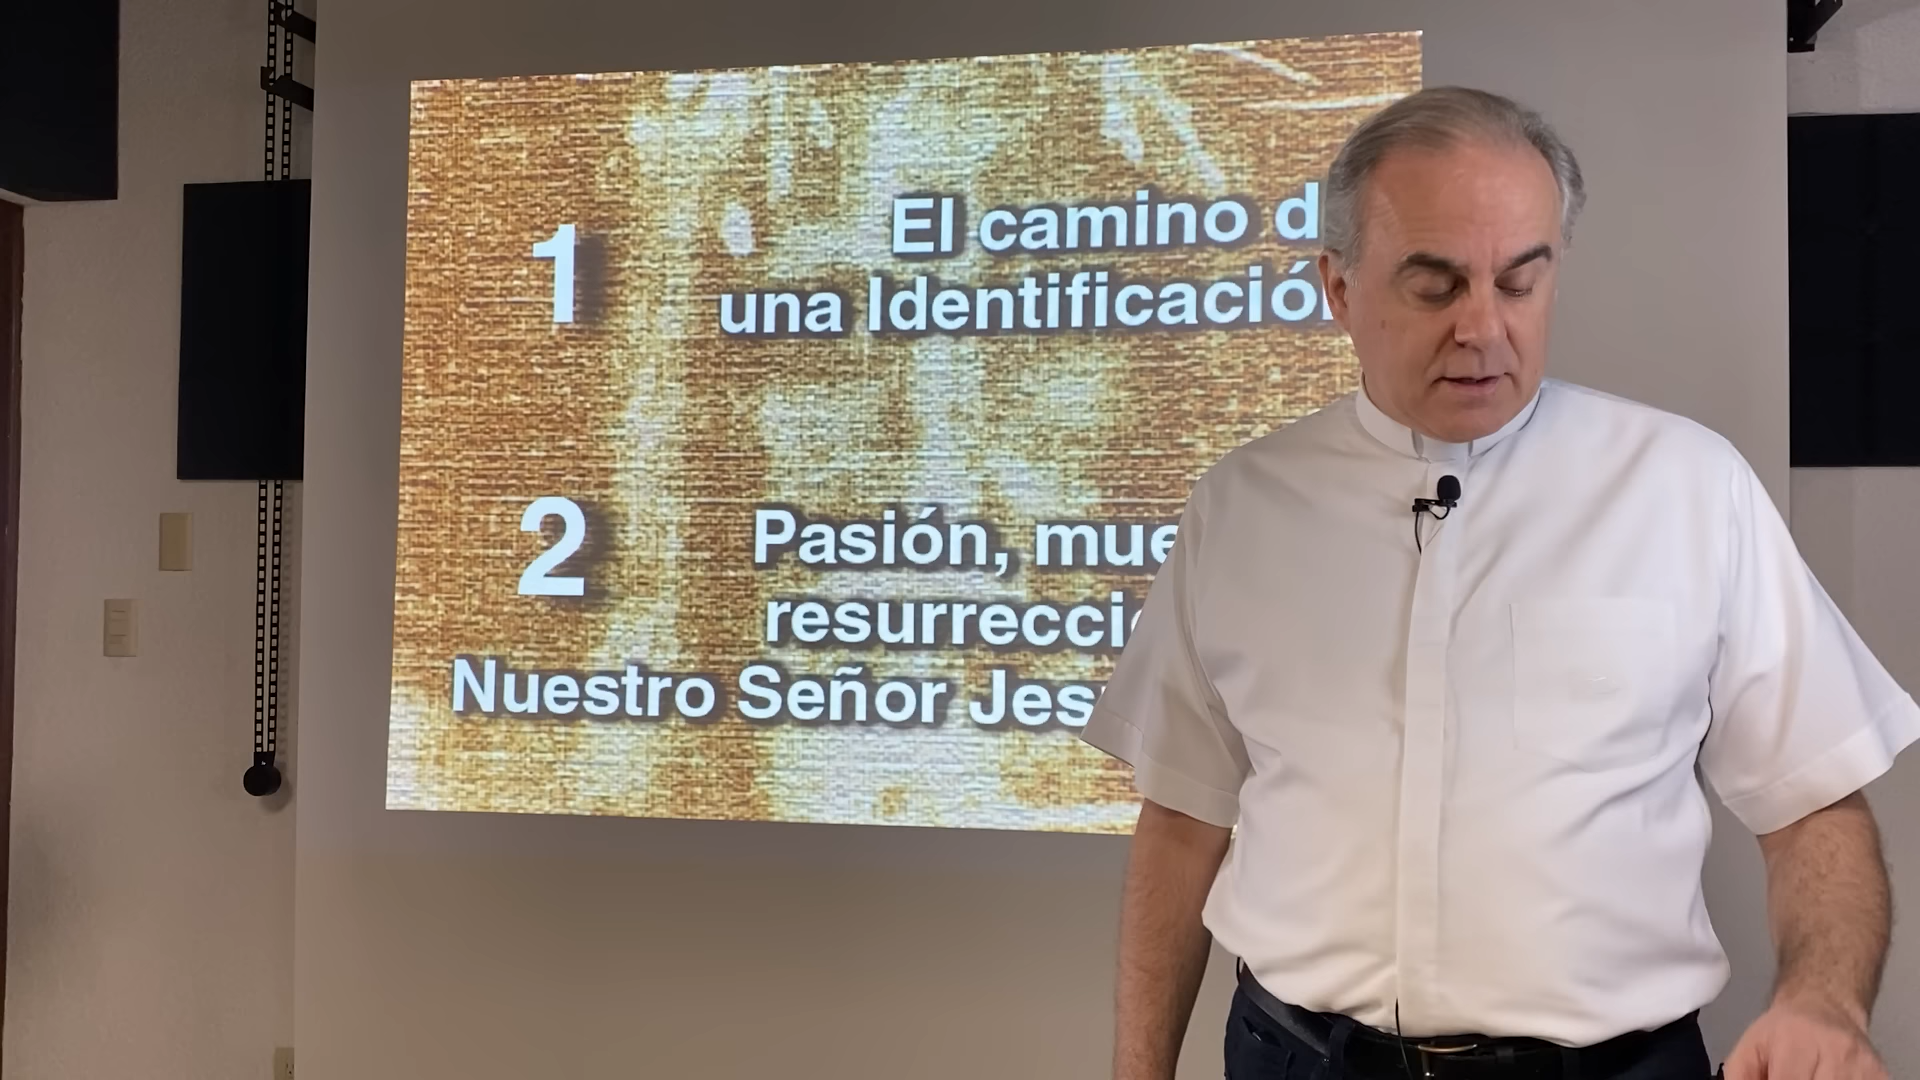 1
El camino d
una Identificació
2
Pasión, mue
resurrecci
Nuestro Señor Jes